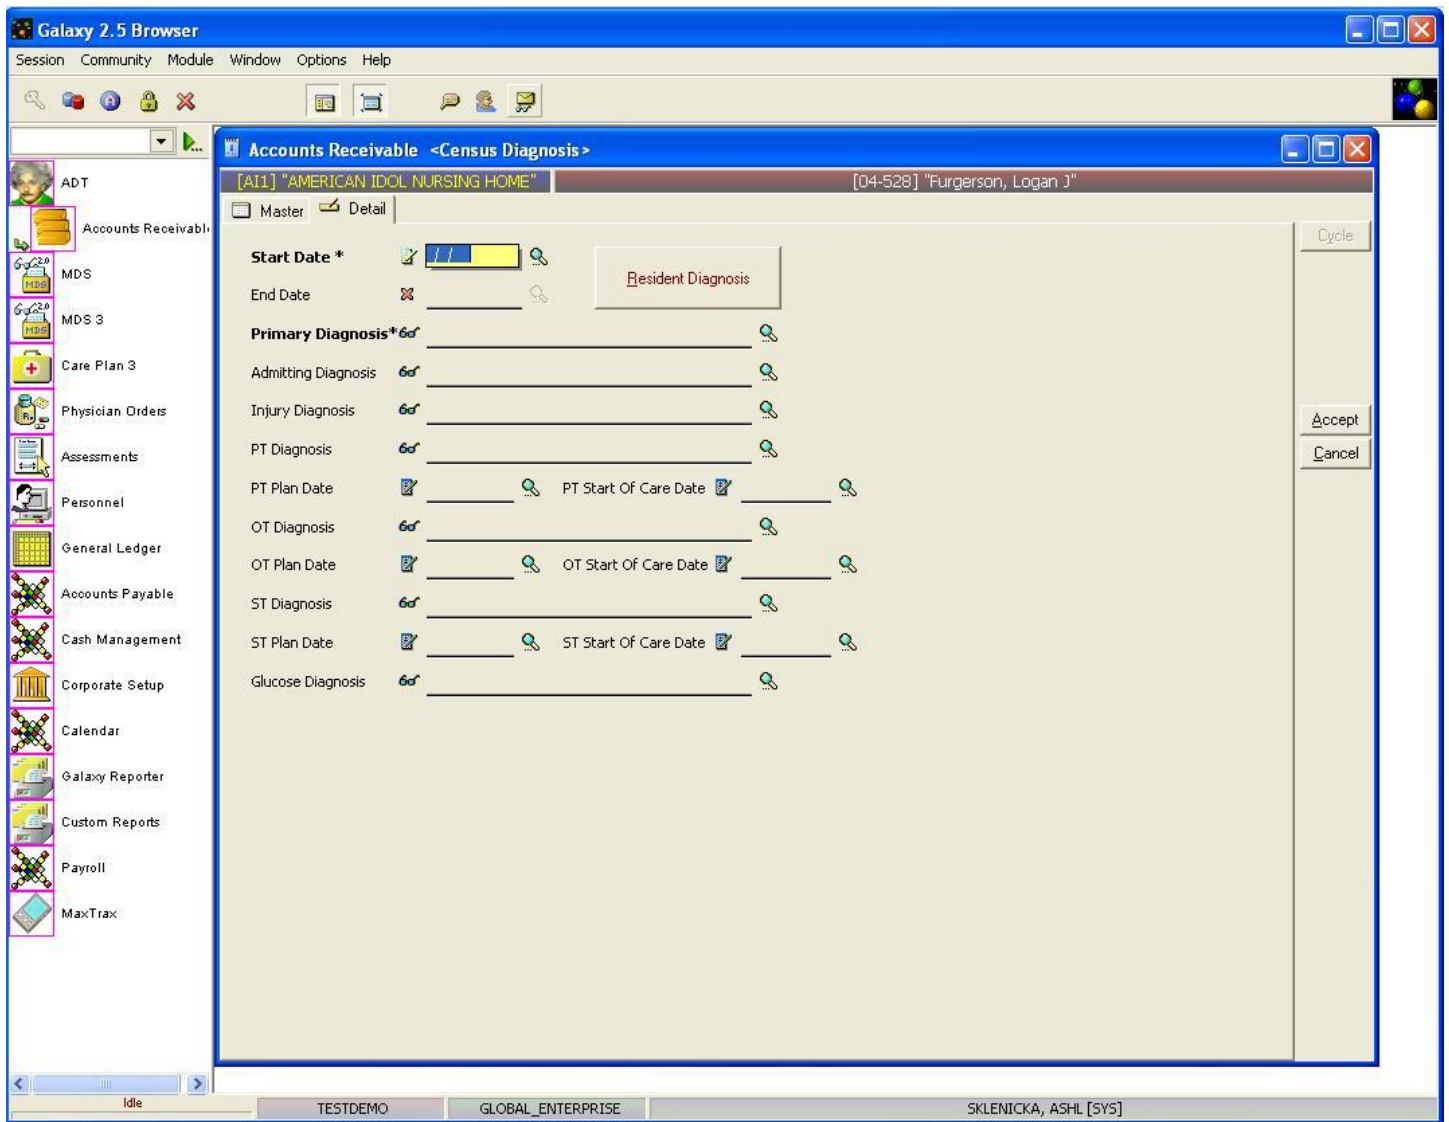 Galaxy 2.5 Browser
Session Community Module Window Options Help
Accounts Receivable <Census Diagnosis>
[AI1] "AMERICAN IDOL NURSING HOME" [04-528] "Furgerson, Logan J"
Master Detail
ADT
Accounts Receivabl
MDS
MDS 3
Care Plan 3
Physician Orders
Assessments
Personnel
General Ledger
Accounts Payable
Cash Management
Corporate Setup
Calendar
Galaxy Reporter
Custom Reports
Payroll
MaxTrax
Start Date * / /
Resident Diagnosis
End Date
Primary Diagnosis*
Admitting Diagnosis
Injury Diagnosis
PT Diagnosis
PT Plan Date PT Start Of Care Date
OT Diagnosis
OT Plan Date OT Start Of Care Date
ST Diagnosis
ST Plan Date ST Start Of Care Date
Glucose Diagnosis
Cycle
Accept
Cancel
Idle TESTDEMO GLOBAL_ENTERPRISE SKLENICKA, ASHL [SYS]